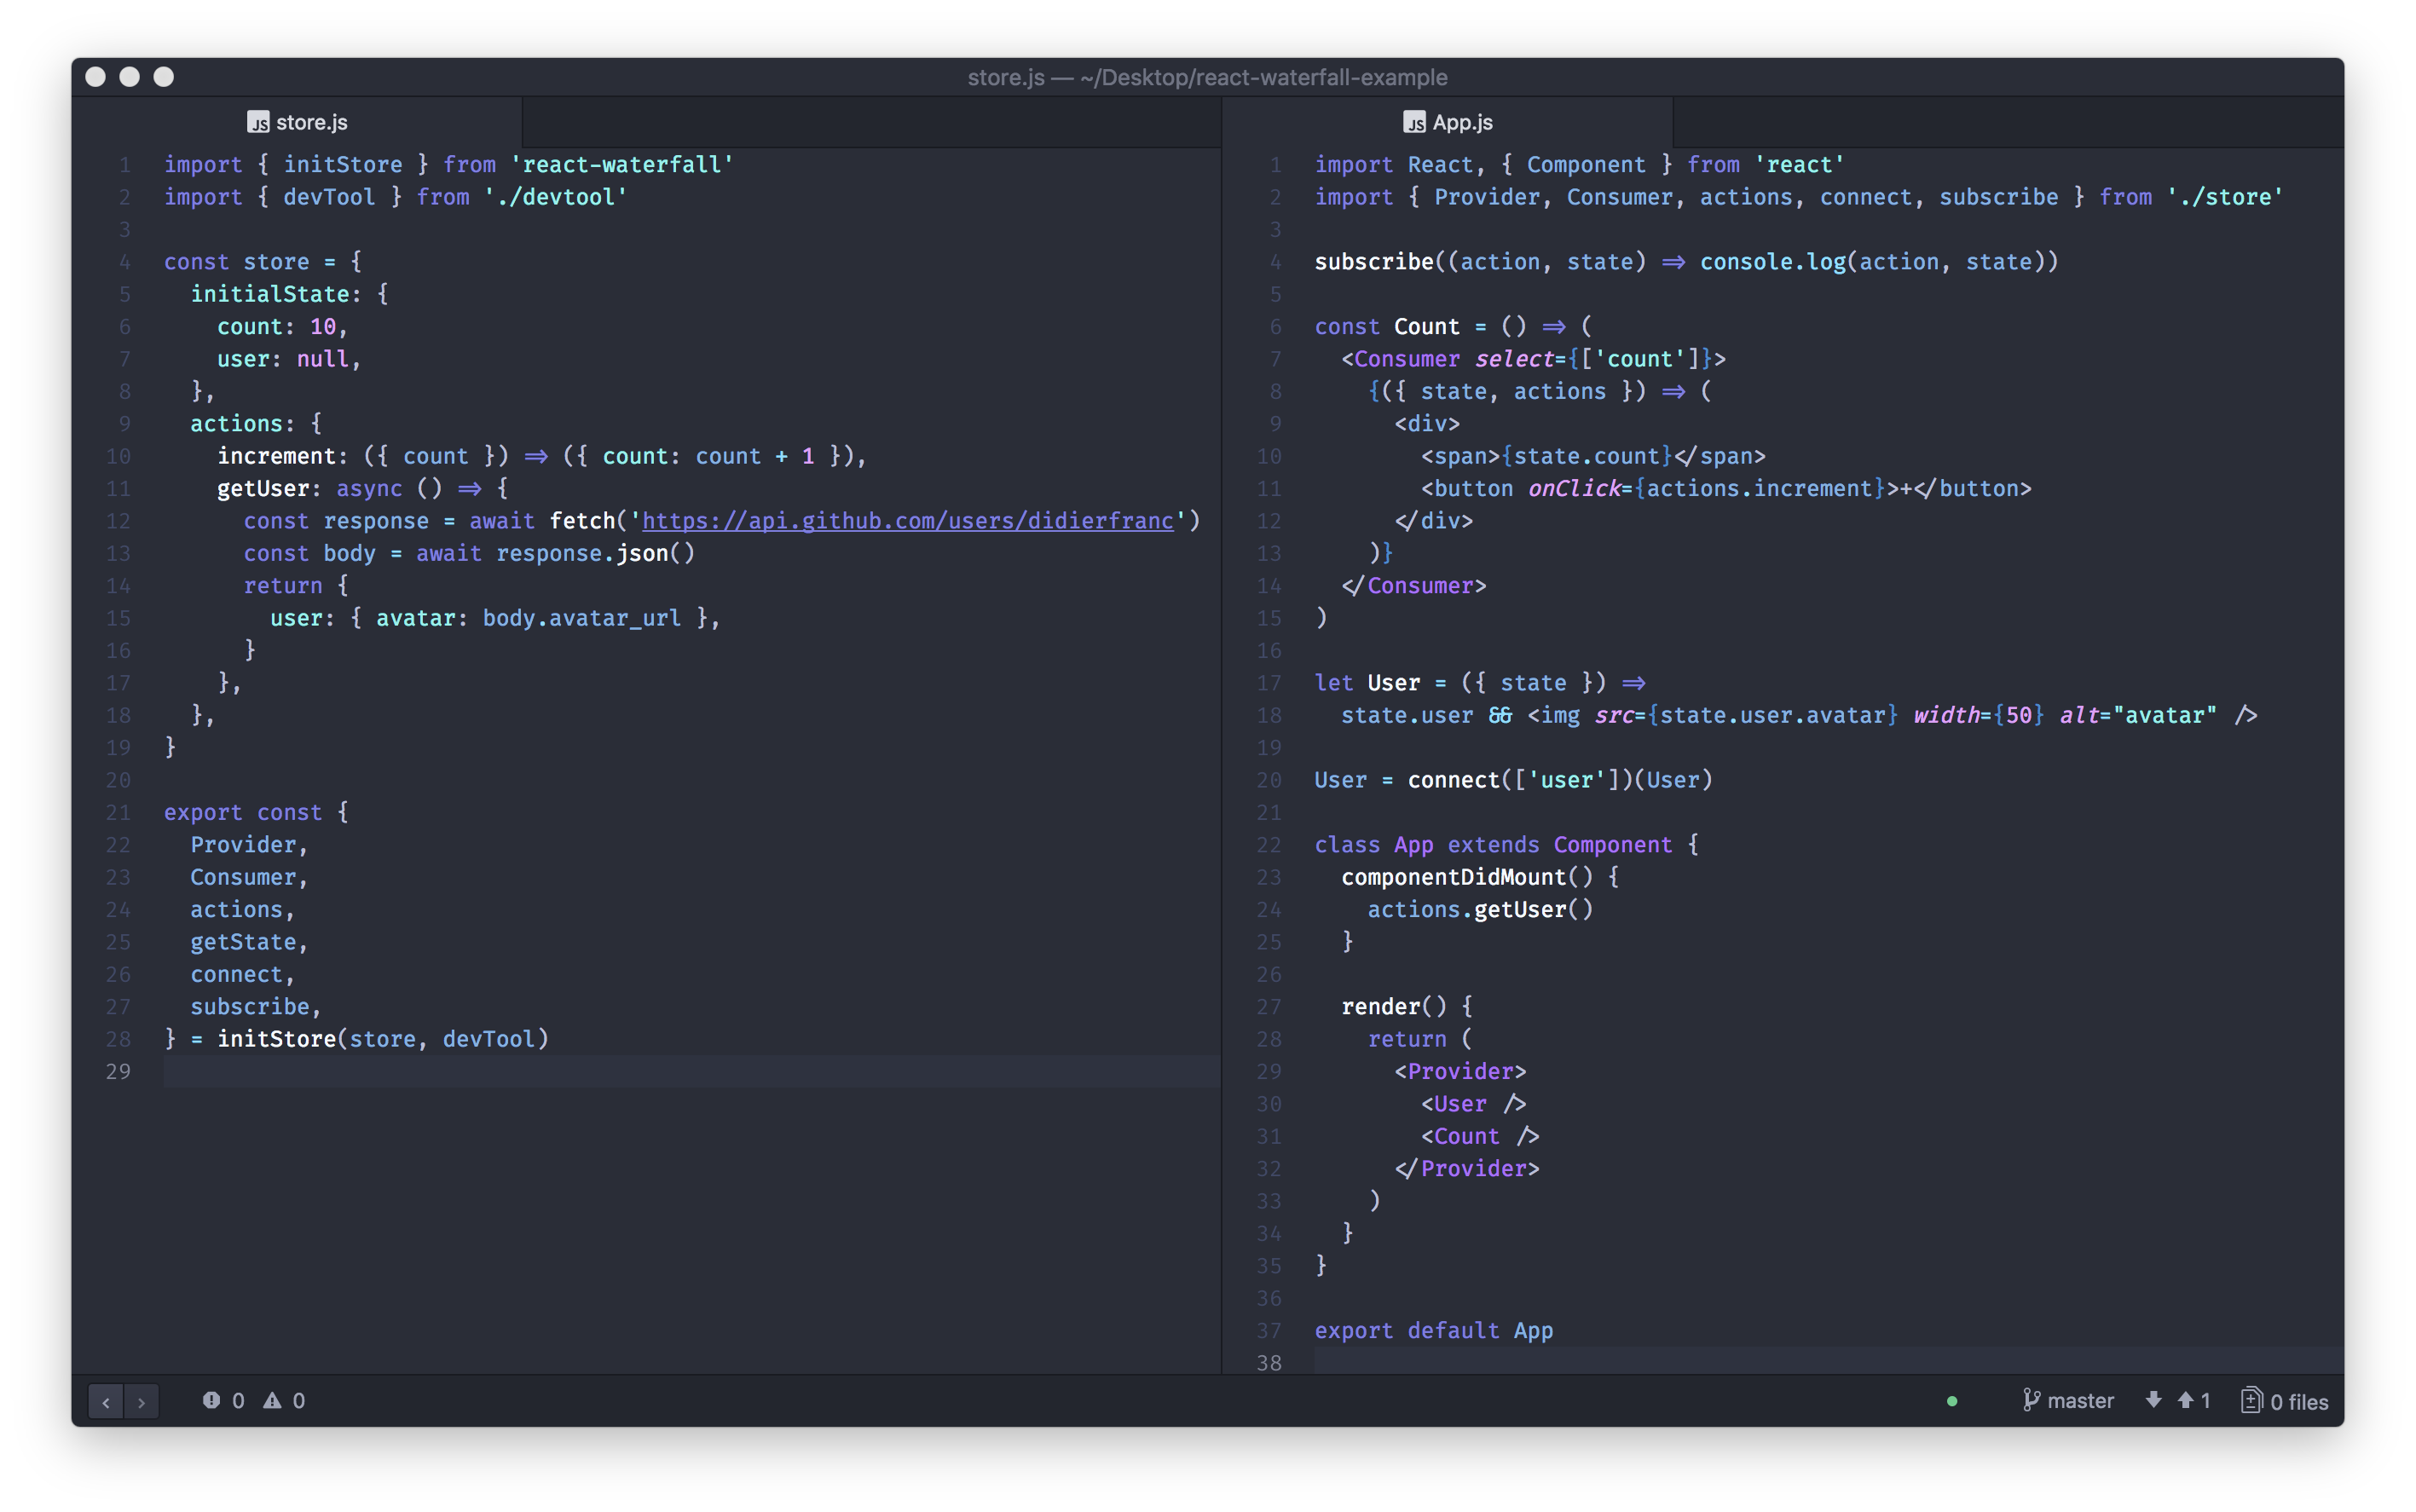 store.js — ~/Desktop/react-waterfall-example
JS store.js
1 import { initStore } from 'react-waterfall'
2 import { devTool } from './devtool'
3
4 const store = {
5   initialState: {
6     count: 10,
7     user: null,
8   },
9   actions: {
10     increment: ({ count }) => ({ count: count + 1 }),
11     getUser: async () => {
12       const response = await fetch('https://api.github.com/users/didierfranc')
13       const body = await response.json()
14       return {
15         user: { avatar: body.avatar_url },
16       }
17     },
18   },
19 }
20
21 export const {
22   Provider,
23   Consumer,
24   actions,
25   getState,
26   connect,
27   subscribe,
28 } = initStore(store, devTool)
29
JS App.js
1 import React, { Component } from 'react'
2 import { Provider, Consumer, actions, connect, subscribe } from './store'
3
4 subscribe((action, state) => console.log(action, state))
5
6 const Count = () => (
7   <Consumer select={['count']}>
8     {({ state, actions }) => (
9       <div>
10         <span>{state.count}</span>
11         <button onClick={actions.increment}>+</button>
12       </div>
13     )}
14   </Consumer>
15 )
16
17 let User = ({ state }) =>
18   state.user && <img src={state.user.avatar} width={50} alt="avatar" />
19
20 User = connect(['user'])(User)
21
22 class App extends Component {
23   componentDidMount() {
24     actions.getUser()
25   }
26
27   render() {
28     return (
29       <Provider>
30         <User />
31         <Count />
32       </Provider>
33     )
34   }
35 }
36
37 export default App
38
0 0 master 1 0 files